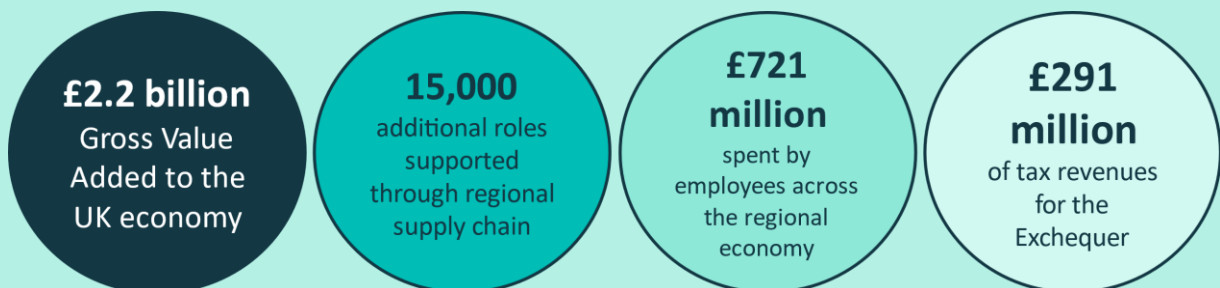 £2.2 billion
Gross Value
Added to the
UK economy
15,000
additional roles
supported
through regional
supply chain
£721
million
spent by
employees across
the regional
economy
£291
million
of tax revenues
for the
Exchequer